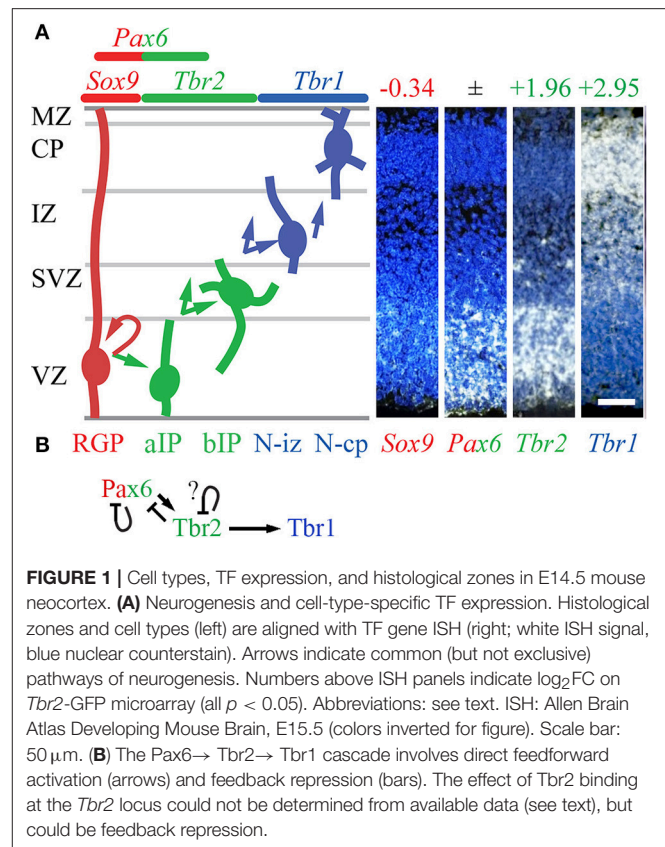 A
Pax6
Sox9 Tbr2 Tbr1 -0.34 ± +1.96 +2.95
MZ
CP
IZ
SVZ
VZ
RGP aIP bIP N-iz N-cp Sox9 Pax6 Tbr2 Tbr1
B
Pax6 ?
Tbr2 Tbr1
FIGURE 1 | Cell types, TF expression, and histological zones in E14.5 mouse
neocortex. (A) Neurogenesis and cell-type-specific TF expression. Histological
zones and cell types (left) are aligned with TF gene ISH (right; white ISH signal,
blue nuclear counterstain). Arrows indicate common (but not exclusive)
pathways of neurogenesis. Numbers above ISH panels indicate log₂FC on
Tbr2-GFP microarray (all p < 0.05). Abbreviations: see text. ISH: Allen Brain
Atlas Developing Mouse Brain, E15.5 (colors inverted for figure). Scale bar:
50 μm. (B) The Pax6→ Tbr2→ Tbr1 cascade involves direct feedforward
activation (arrows) and feedback repression (bars). The effect of Tbr2 binding
at the Tbr2 locus could not be determined from available data (see text), but
could be feedback repression.